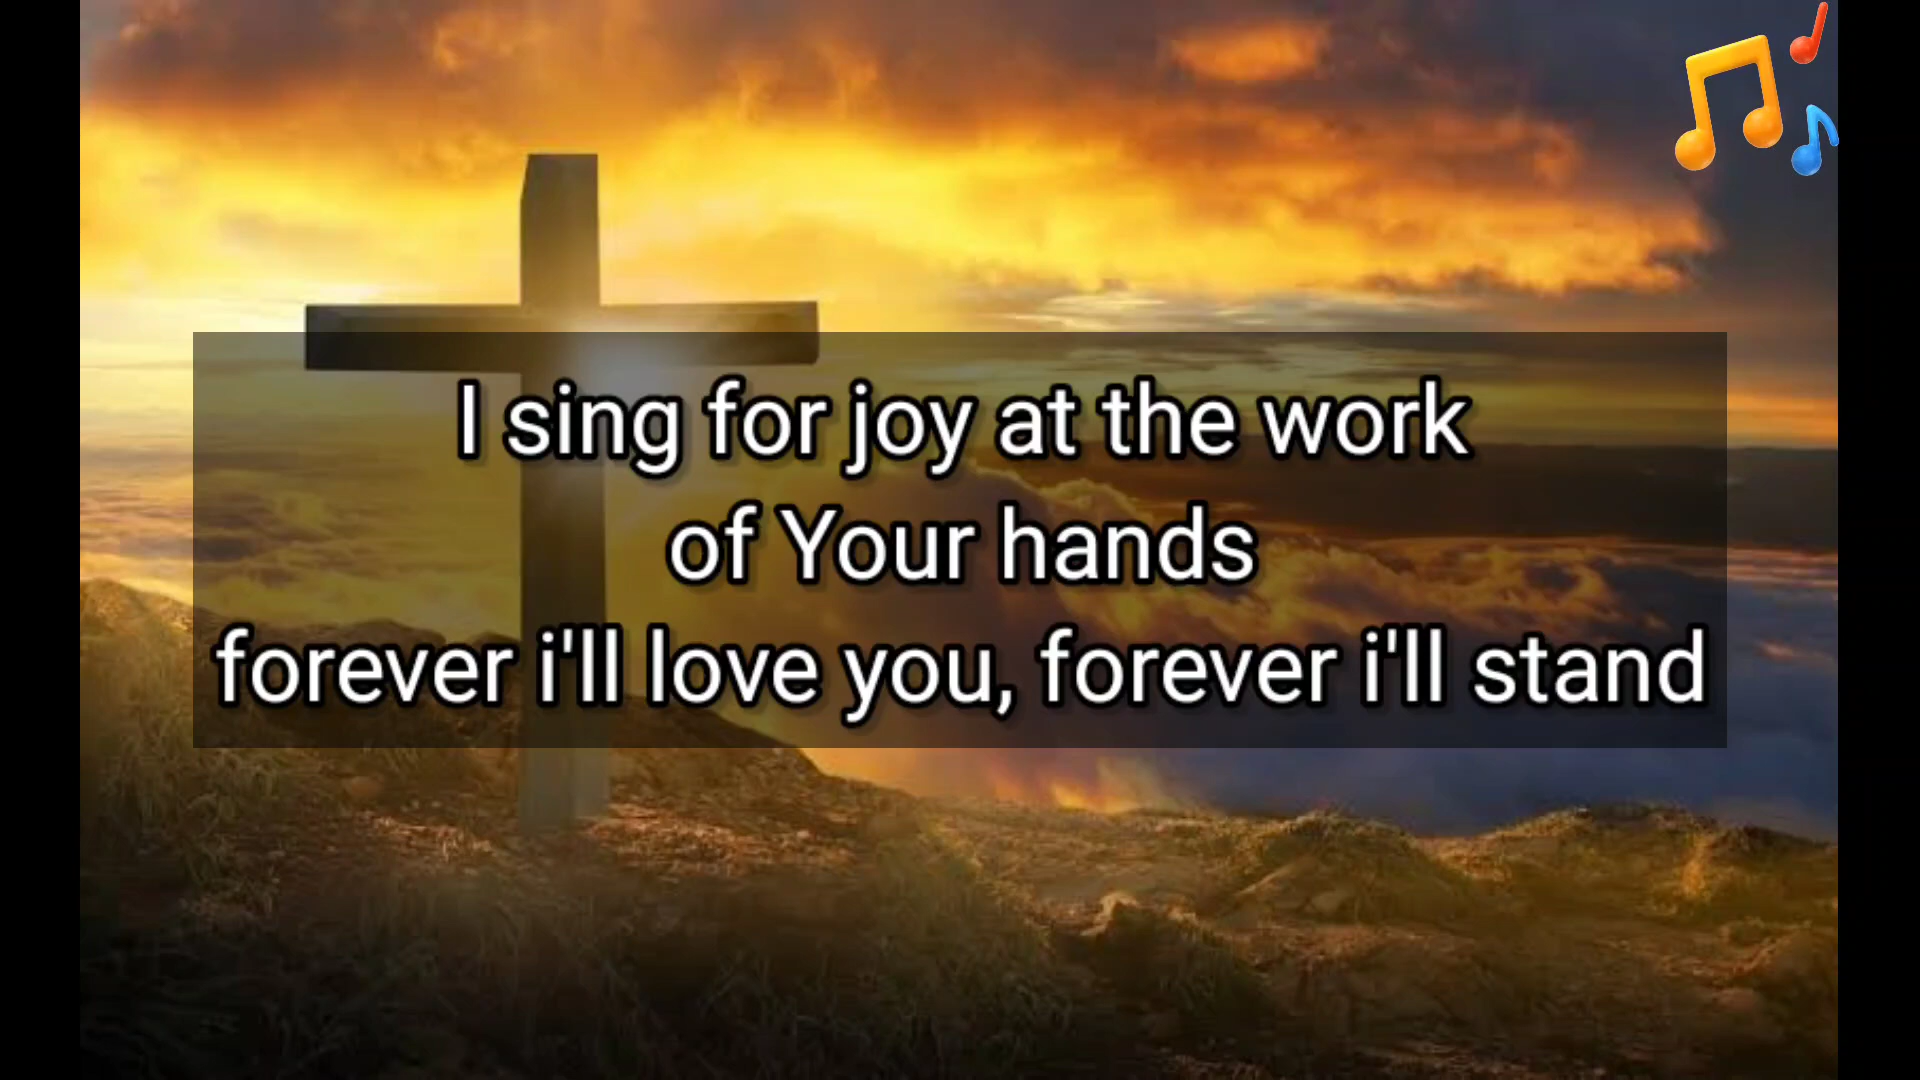 I sing for joy at the work
of Your hands
forever i'll love you, forever i'll stand